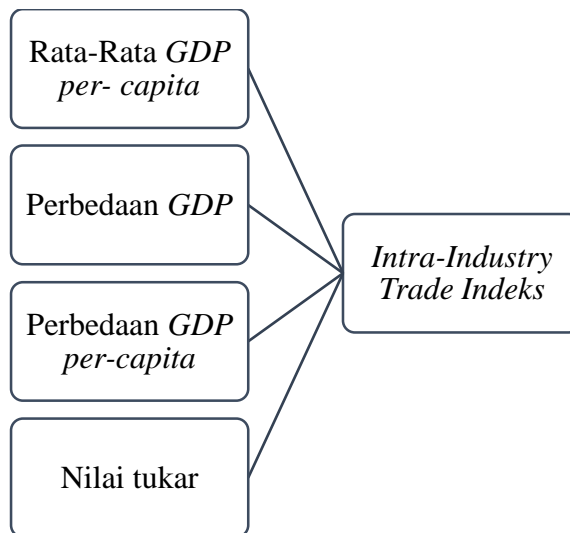 Rata-Rata GDP
per- capita
Perbedaan GDP
Perbedaan GDP
per-capita
Nilai tukar
Intra-Industry
Trade Indeks